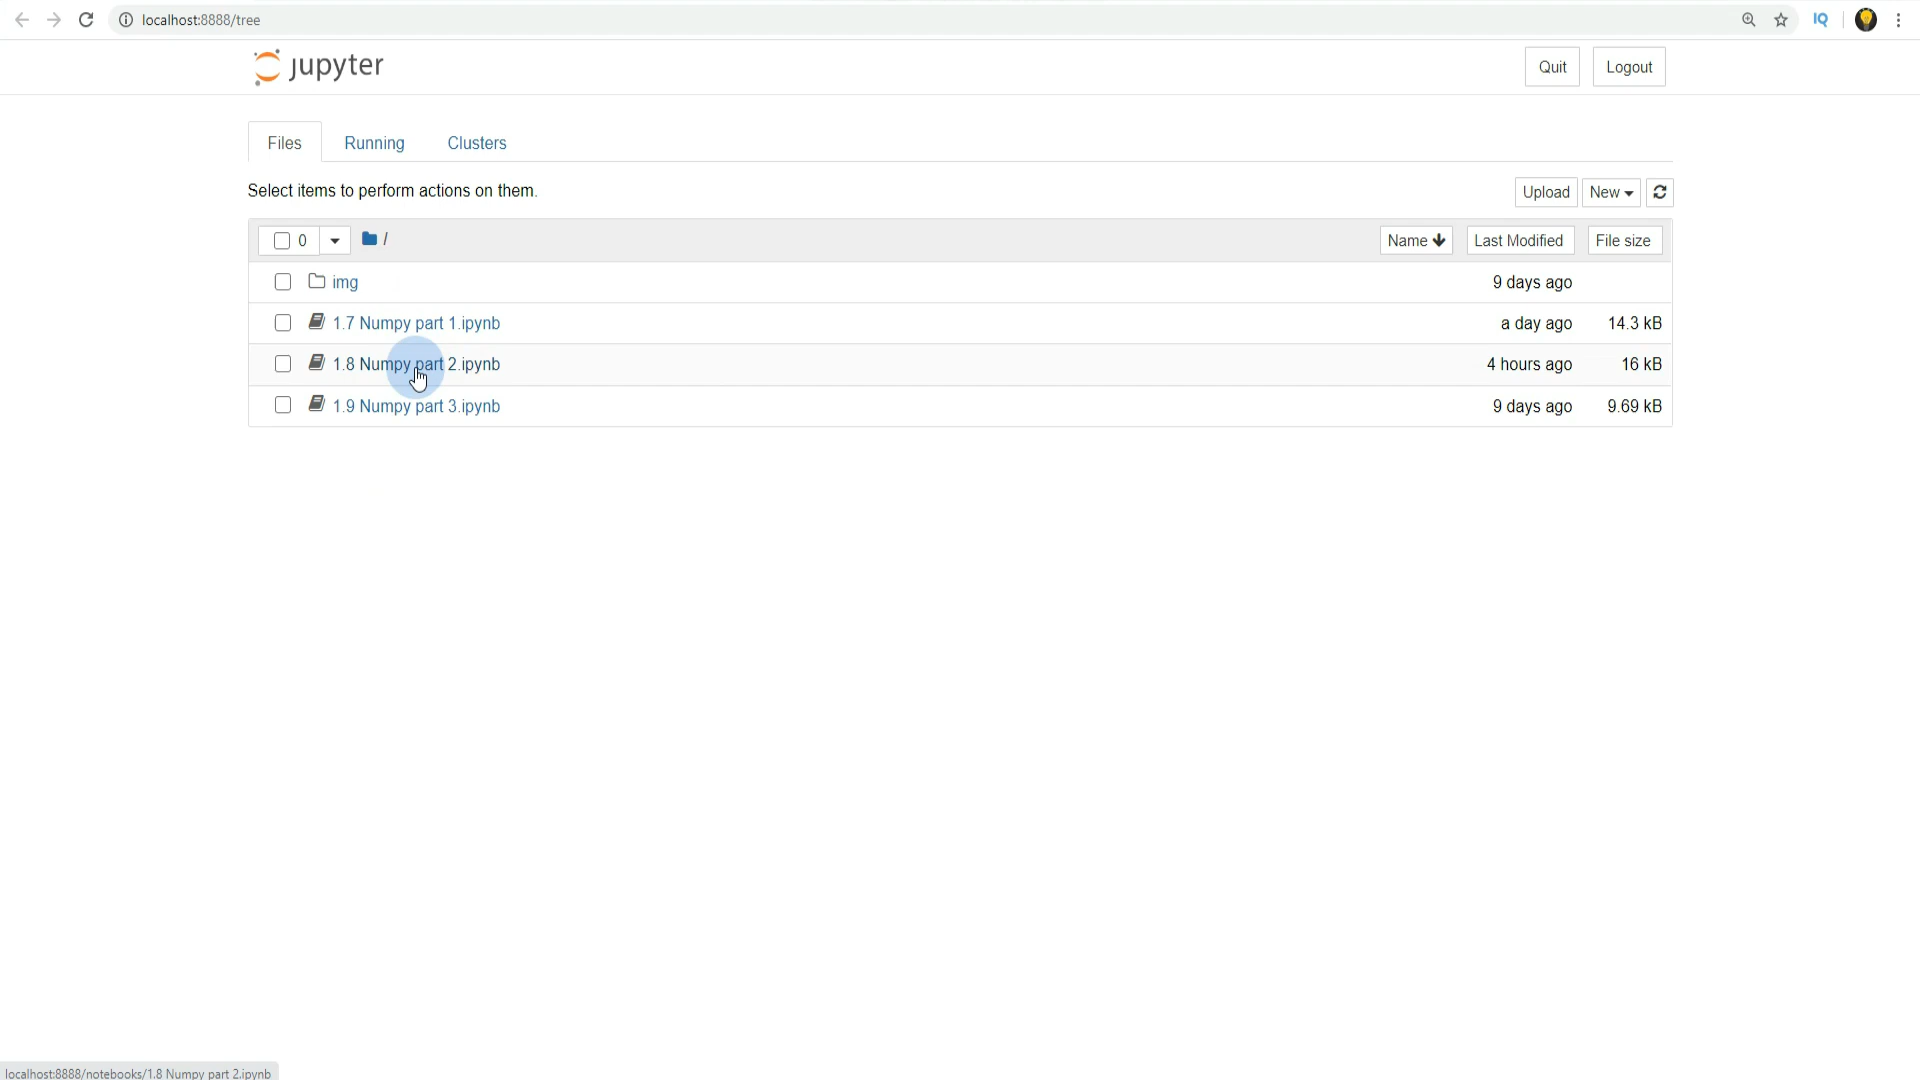 localhost:8888/tree
IQ
jupyter
Quit Logout
Files Running Clusters
Select items to perform actions on them.
Upload New
0 / Name Last Modified File size
img 9 days ago
1.7 Numpy part 1.ipynb a day ago 14.3 kB
1.8 Numpy part 2.ipynb 4 hours ago 16 kB
1.9 Numpy part 3.ipynb 9 days ago 9.69 kB
localhost:8888/notebooks/1.8 Numpy part 2.ipynb